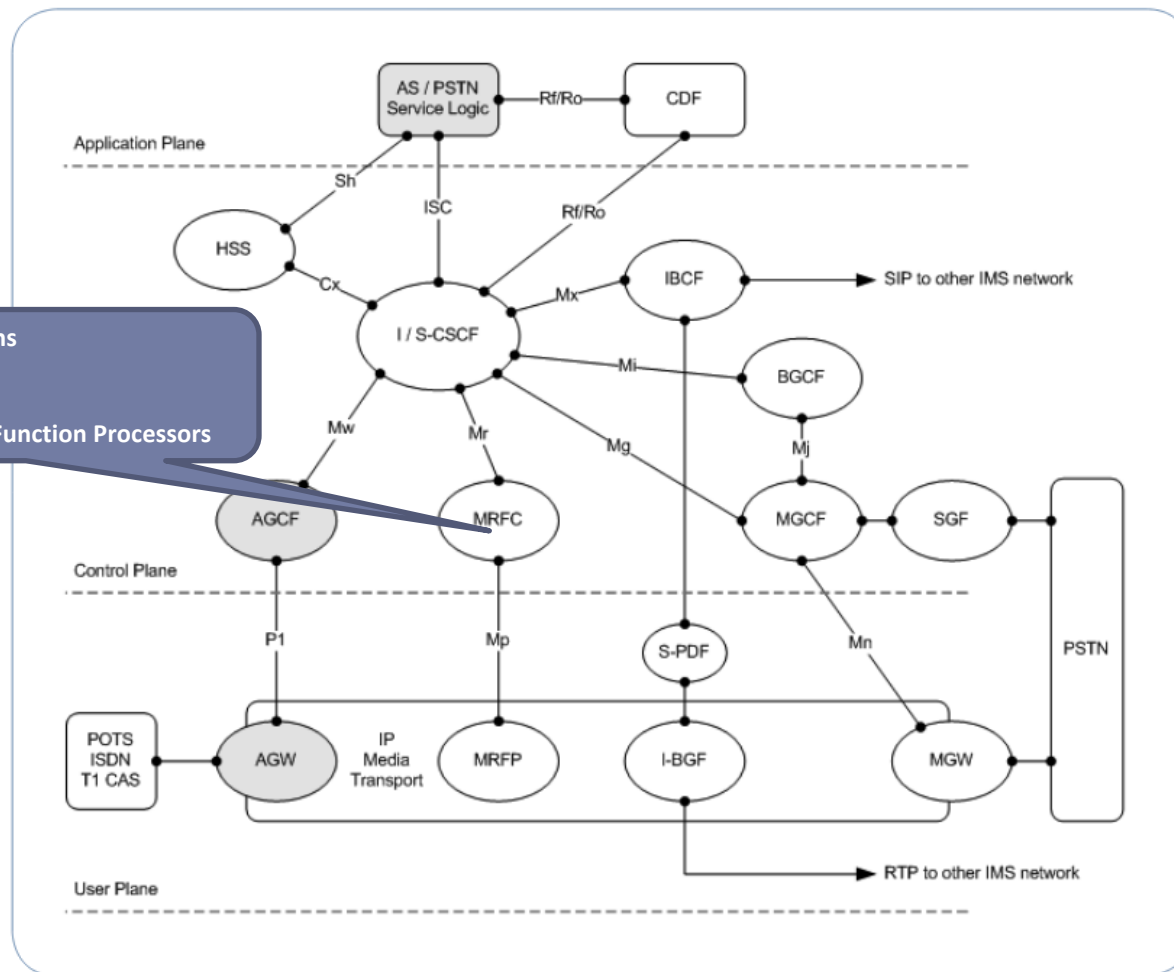 AS / PSTN
Service Logic
Rf/Ro
CDF
Application Plane
Sh
ISC
Rf/Ro
HSS
IBCF
SIP to other IMS network
Cx
Mx
I / S-CSCF
Mi
BGCF
Function Processors
Mw
Mr
Mg
Mj
AGCF
MRFC
MGCF
SGF
Control Plane
P1
Mp
S-PDF
Mn
PSTN
POTS
ISDN
T1 CAS
AGW
IP
Media
Transport
MRFP
I-BGF
MGW
RTP to other IMS network
User Plane